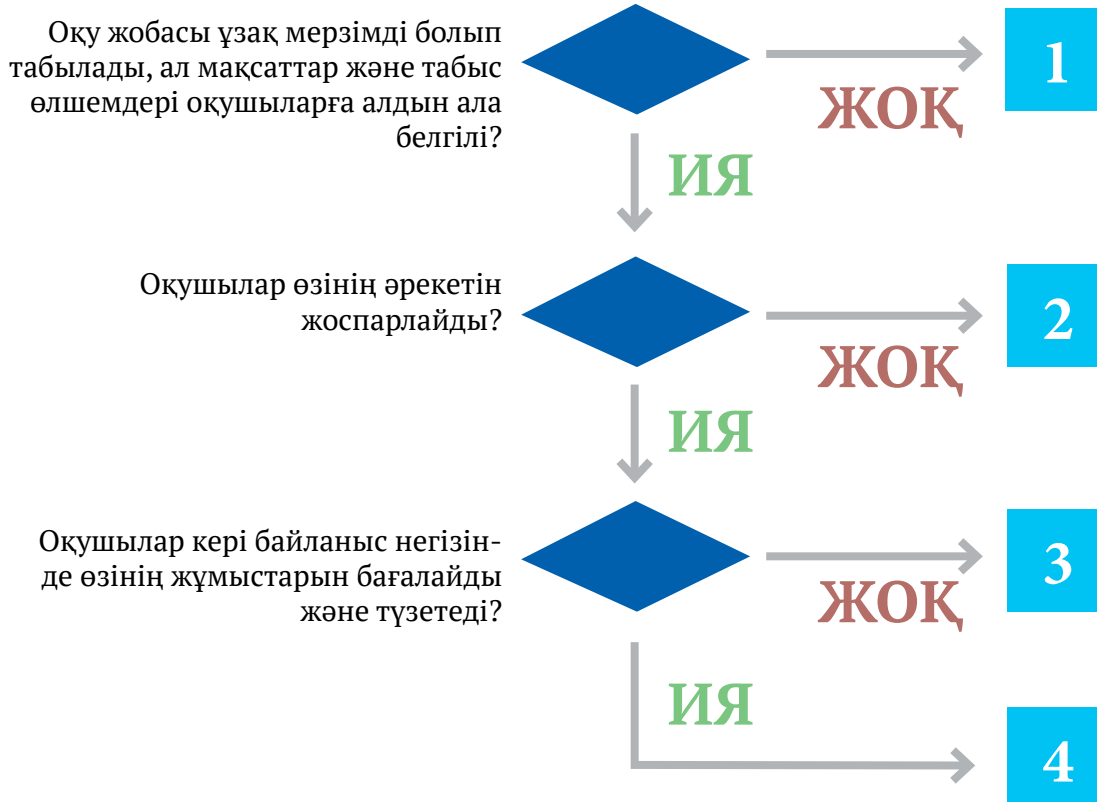 Оқу жобасы ұзақ мерзімді болып
табылады, ал мақсаттар және табыс
өлшемдері оқушыларға алдын ала
белгілі?
1
ЖОҚ
ИЯ
Оқушылар өзінің әрекетін
жоспарлайды?
2
ЖОҚ
ИЯ
Оқушылар кері байланыс негізін-
де өзінің жұмыстарын бағалайды
және түзетеді?
3
ЖОҚ
ИЯ
4